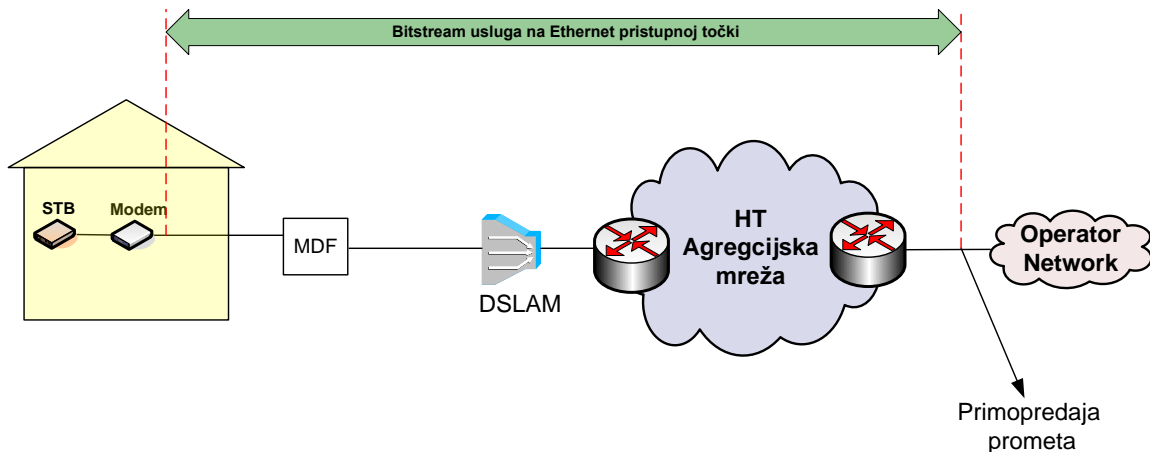 Bitstream usluga na Ethernet pristupnoj točki
STB
Modem
MDF
DSLAM
HT
Agregcijska
mreža
Operator
Network
Primopredaja
prometa